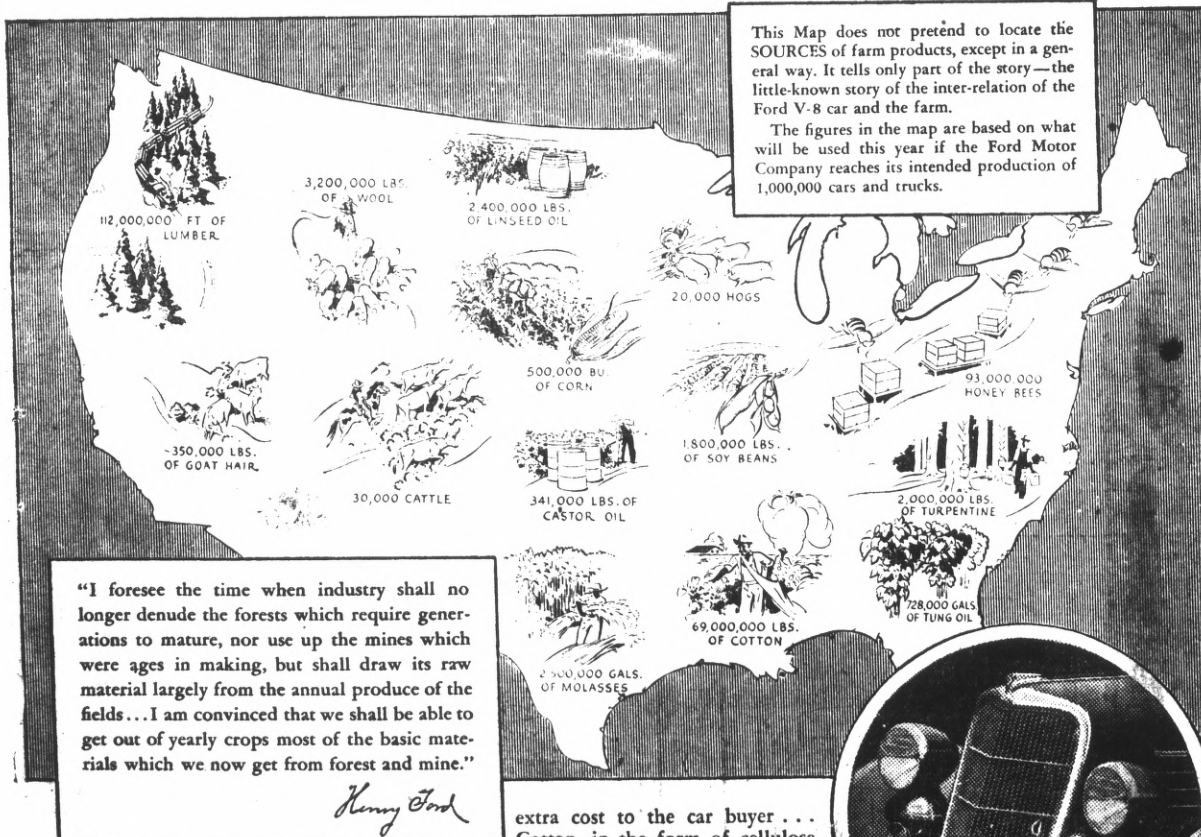 This Map does not pretend to locate the
SOURCES of farm products, except in a gen-
eral way. It tells only part of the story—the
little-known story of the inter-relation of the
Ford V-8 car and the farm.
The figures in the map are based on what
will be used this year if the Ford Motor
Company reaches its intended production of
1,000,000 cars and trucks.
112,000,000 FT OF
LUMBER
3,200,000 LBS.
OF WOOL
2,400,000 LBS.
OF LINSEED OIL
20,000 HOGS
500,000 BU.
OF CORN
93,000,000
HONEY BEES
350,000 LBS.
OF GOAT HAIR
30,000 CATTLE
341,000 LBS. OF
CASTOR OIL
1,800,000 LBS.
OF SOY BEANS
2,000,000 LBS.
OF TURPENTINE
2,500,000 GALS.
OF MOLASSES
69,000,000 LBS.
OF COTTON
728,000 GALS.
OF TUNG OIL
"I foresee the time when industry shall no
longer denude the forests which require gener-
ations to mature, nor use up the mines which
were ages in making, but shall draw its raw
material largely from the annual produce of the
fields...I am convinced that we shall be able to
get out of yearly crops most of the basic mate-
rials which we now get from forest and mine."
Henry Ford
extra cost to the car buyer ...
Cotton, in the form of cellulose